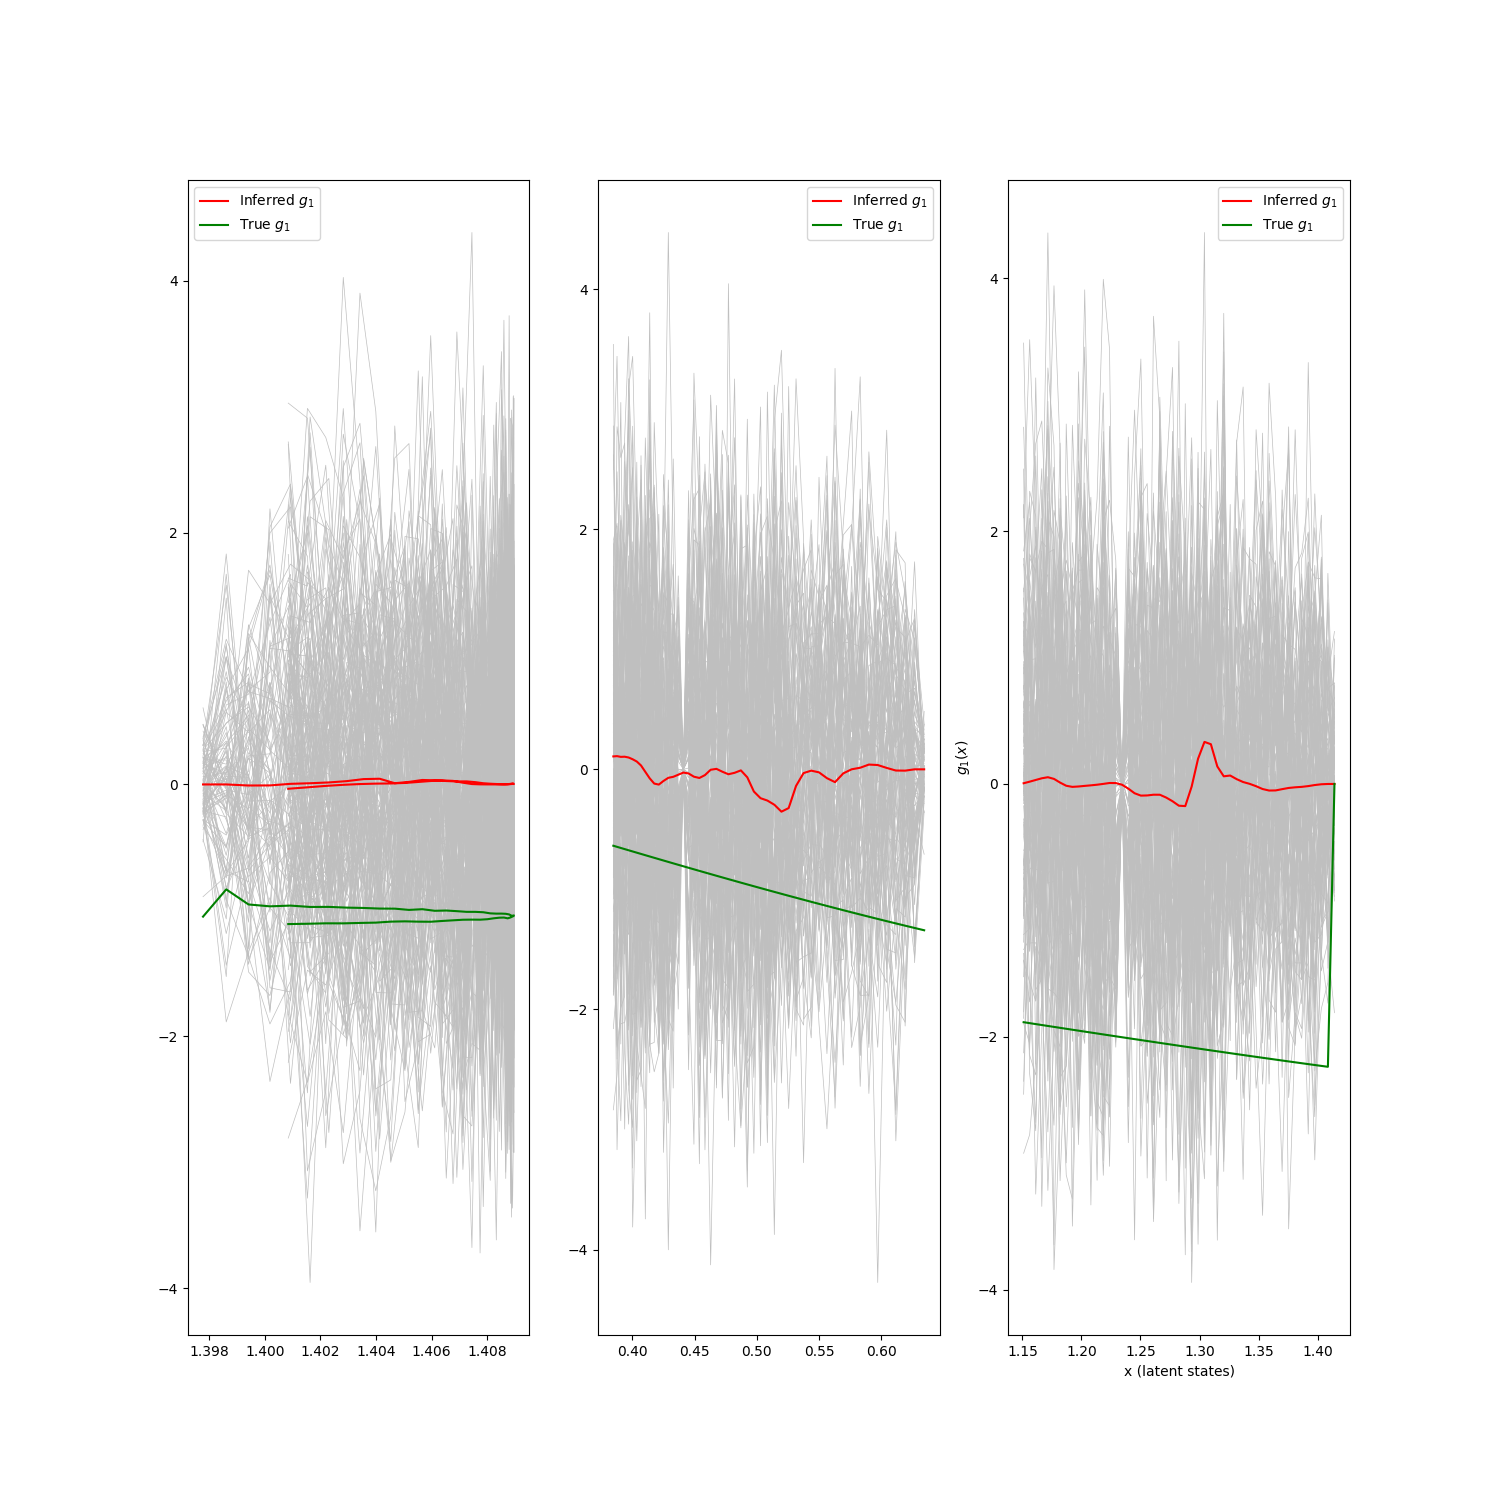 Inferred g₁
True g₁
4
2
0
−2
−4
1.398 1.400 1.402 1.404 1.406 1.408
Inferred g₁
True g₁
4
2
0
−2
−4
0.40 0.45 0.50 0.55 0.60
Inferred g₁
True g₁
g₁(x)
4
2
0
−2
−4
1.15 1.20 1.25 1.30 1.35 1.40
x (latent states)